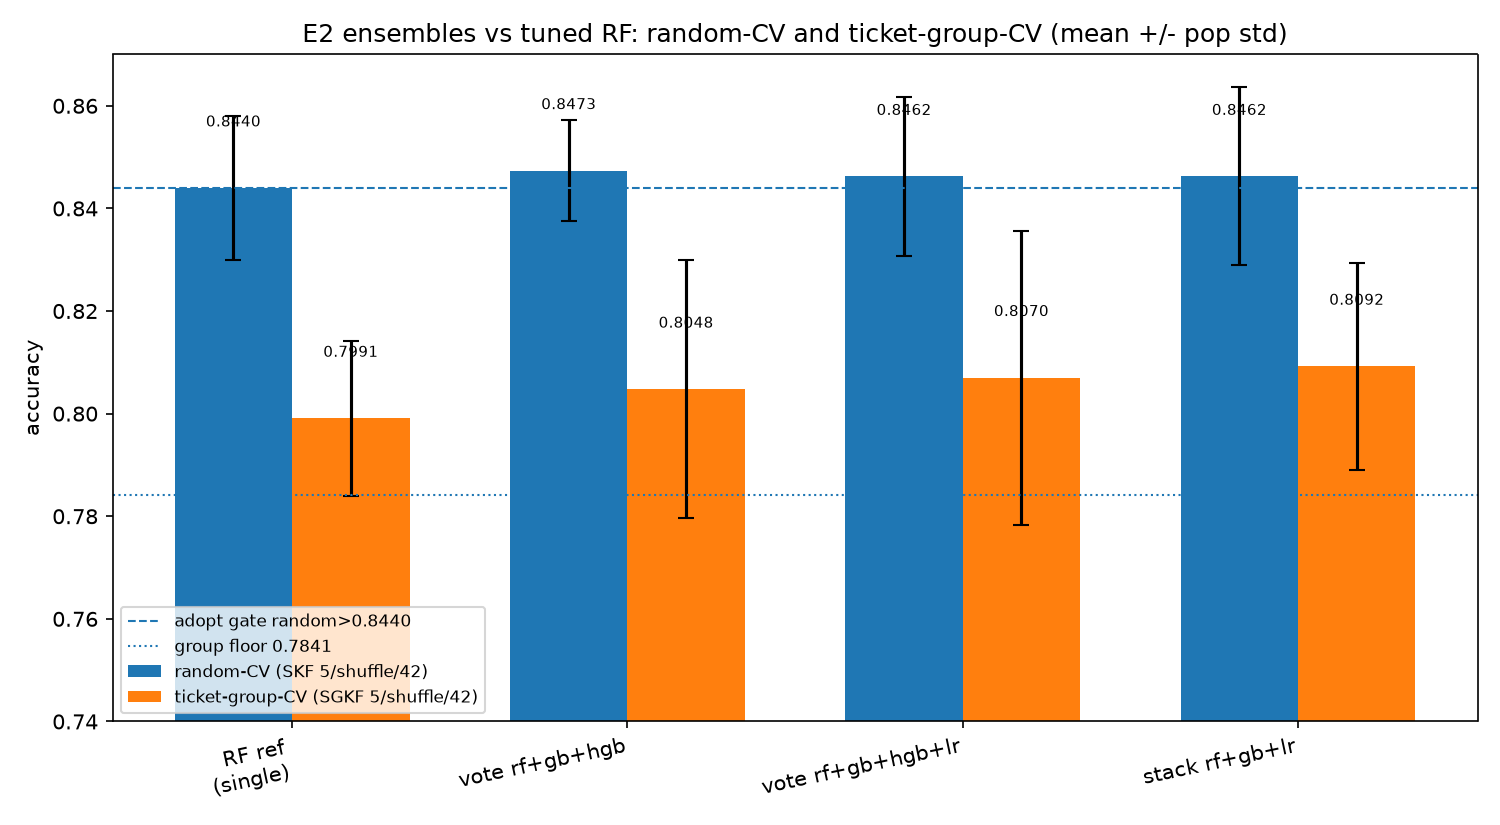 E2 ensembles vs tuned RF: random-CV and ticket-group-CV (mean +/- pop std)
accuracy
0.86
0.84
0.82
0.80
0.78
0.76
0.74
0.8440
0.7991
0.8473
0.8048
0.8462
0.8070
0.8462
0.8092
adopt gate random>0.8440
group floor 0.7841
random-CV (SKF 5/shuffle/42)
ticket-group-CV (SGKF 5/shuffle/42)
RF ref
(single)
vote rf+gb+hgb
vote rf+gb+hgb+lr
stack rf+gb+lr